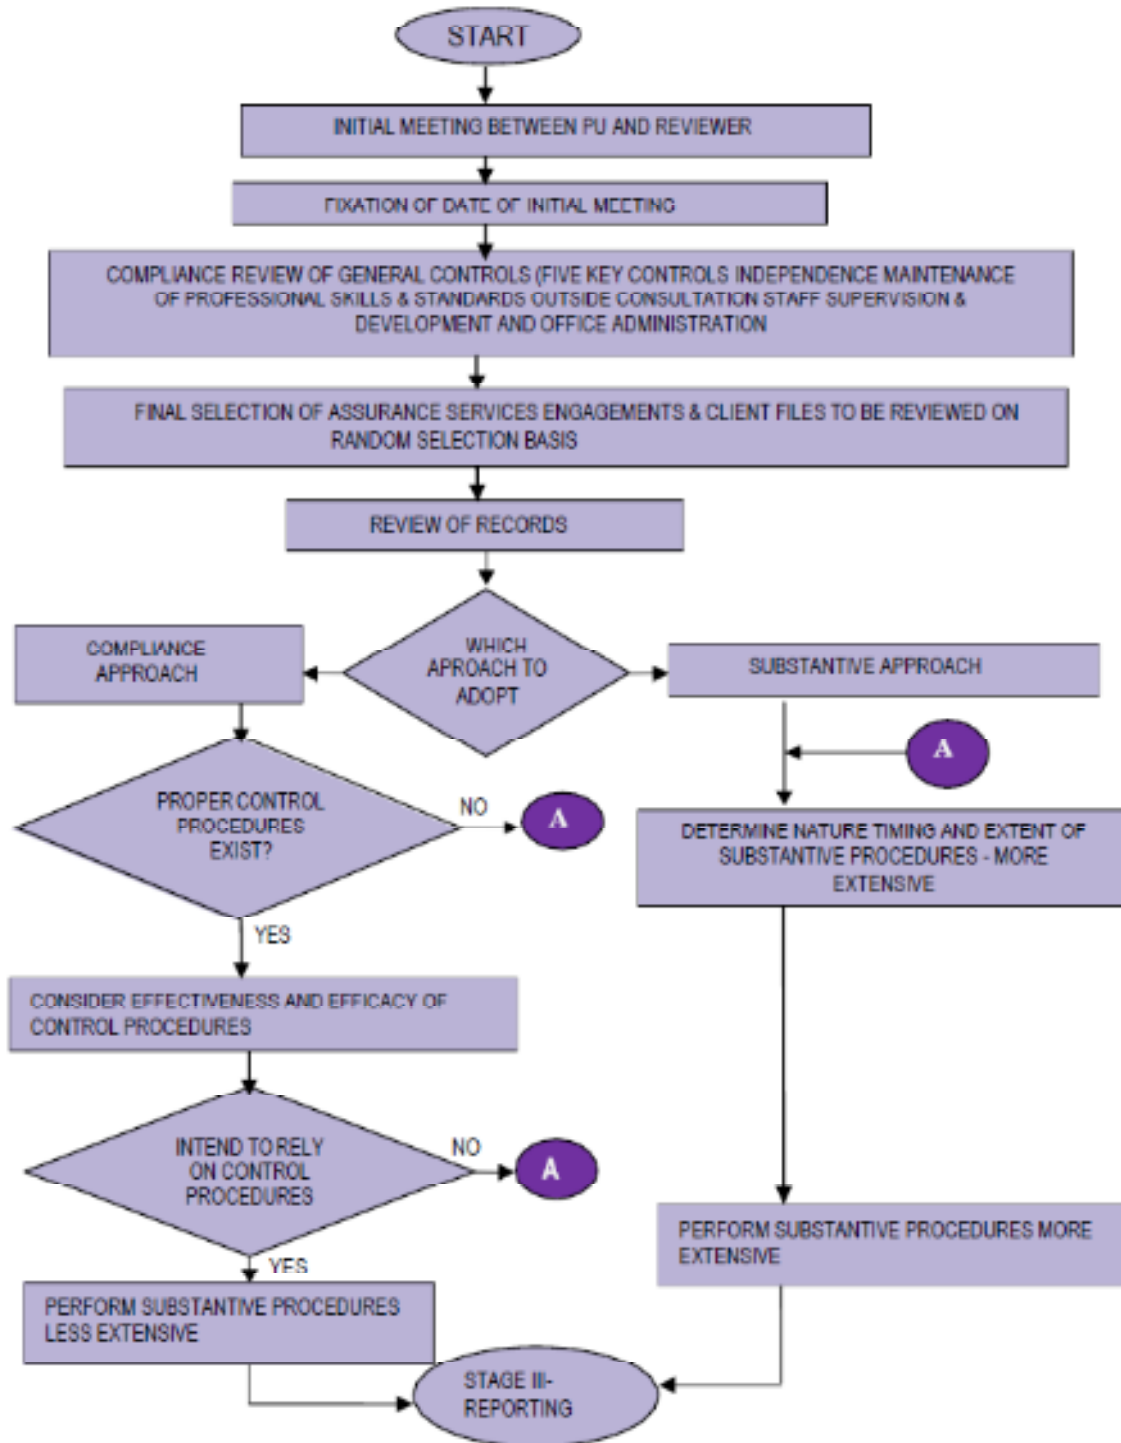 START
INITIAL MEETING BETWEEN PU AND REVIEWER
FIXATION OF DATE OF INITIAL MEETING
COMPLIANCE REVIEW OF GENERAL CONTROLS (FIVE KEY CONTROLS INDEPENDENCE MAINTENANCE
OF PROFESSIONAL SKILLS & STANDARDS OUTSIDE CONSULTATION STAFF SUPERVISION &
DEVELOPMENT AND OFFICE ADMINISTRATION
FINAL SELECTION OF ASSURANCE SERVICES ENGAGEMENTS & CLIENT FILES TO BE REVIEWED ON
RANDOM SELECTION BASIS
REVIEW OF RECORDS
WHICH
APROACH TO
ADOPT
COMPLIANCE
APPROACH
SUBSTANTIVE APPROACH
A
PROPER CONTROL
PROCEDURES
EXIST?
NO
A
DETERMINE NATURE TIMING AND EXTENT OF
SUBSTANTIVE PROCEDURES - MORE
EXTENSIVE
YES
CONSIDER EFFECTIVENESS AND EFFICACY OF
CONTROL PROCEDURES
INTEND TO RELY
ON CONTROL
PROCEDURES
NO
A
YES
PERFORM SUBSTANTIVE PROCEDURES MORE
EXTENSIVE
PERFORM SUBSTANTIVE PROCEDURES
LESS EXTENSIVE
STAGE III-
REPORTING